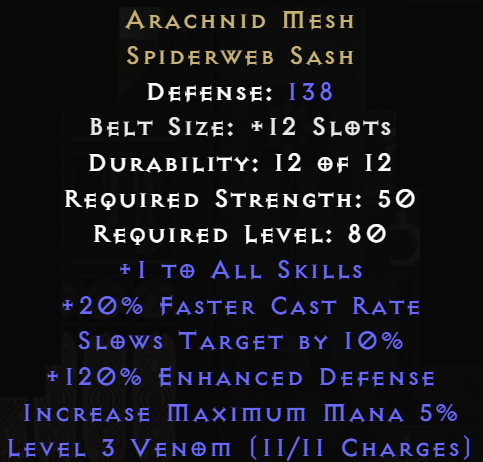 Arachnid Mesh
Spiderweb Sash
Defense: 138
Belt Size: +12 Slots
Durability: 12 of 12
Required Strength: 50
Required Level: 80
+1 to All Skills
+20% Faster Cast Rate
Slows Target by 10%
+120% Enhanced Defense
Increase Maximum Mana 5%
Level 3 Venom (11/11 Charges)